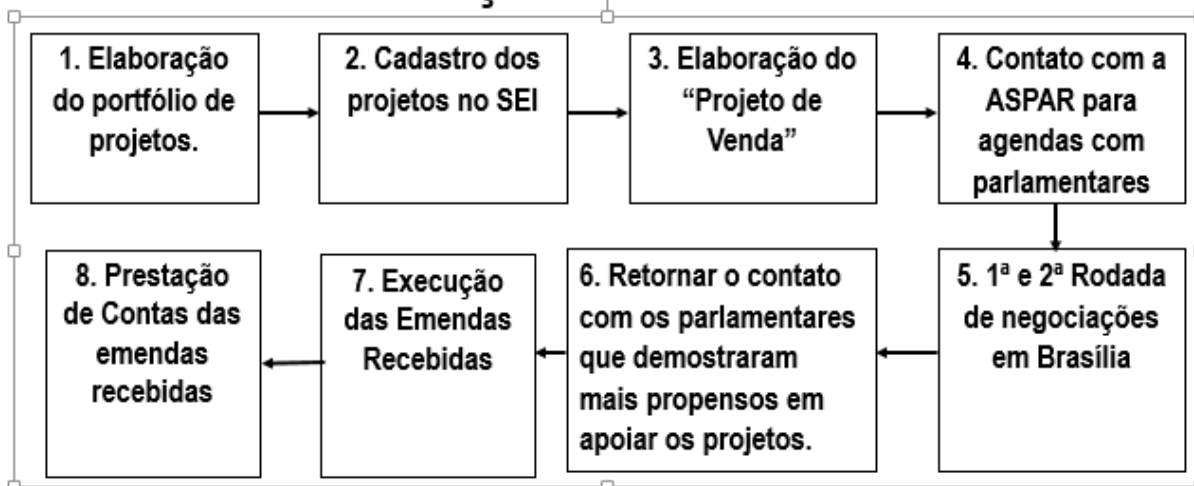 1. Elaboração
do portfólio de
projetos.
2. Cadastro dos
projetos no SEI
3. Elaboração do
“Projeto de
Venda”
4. Contato com a
ASPAR para
agendas com
parlamentares
5. 1ª e 2ª Rodada
de negociações
em Brasília
6. Retornar o contato
com os parlamentares
que demostraram
mais propensos em
apoiar os projetos.
7. Execução
das Emendas
Recebidas
8. Prestação
de Contas das
emendas
recebidas